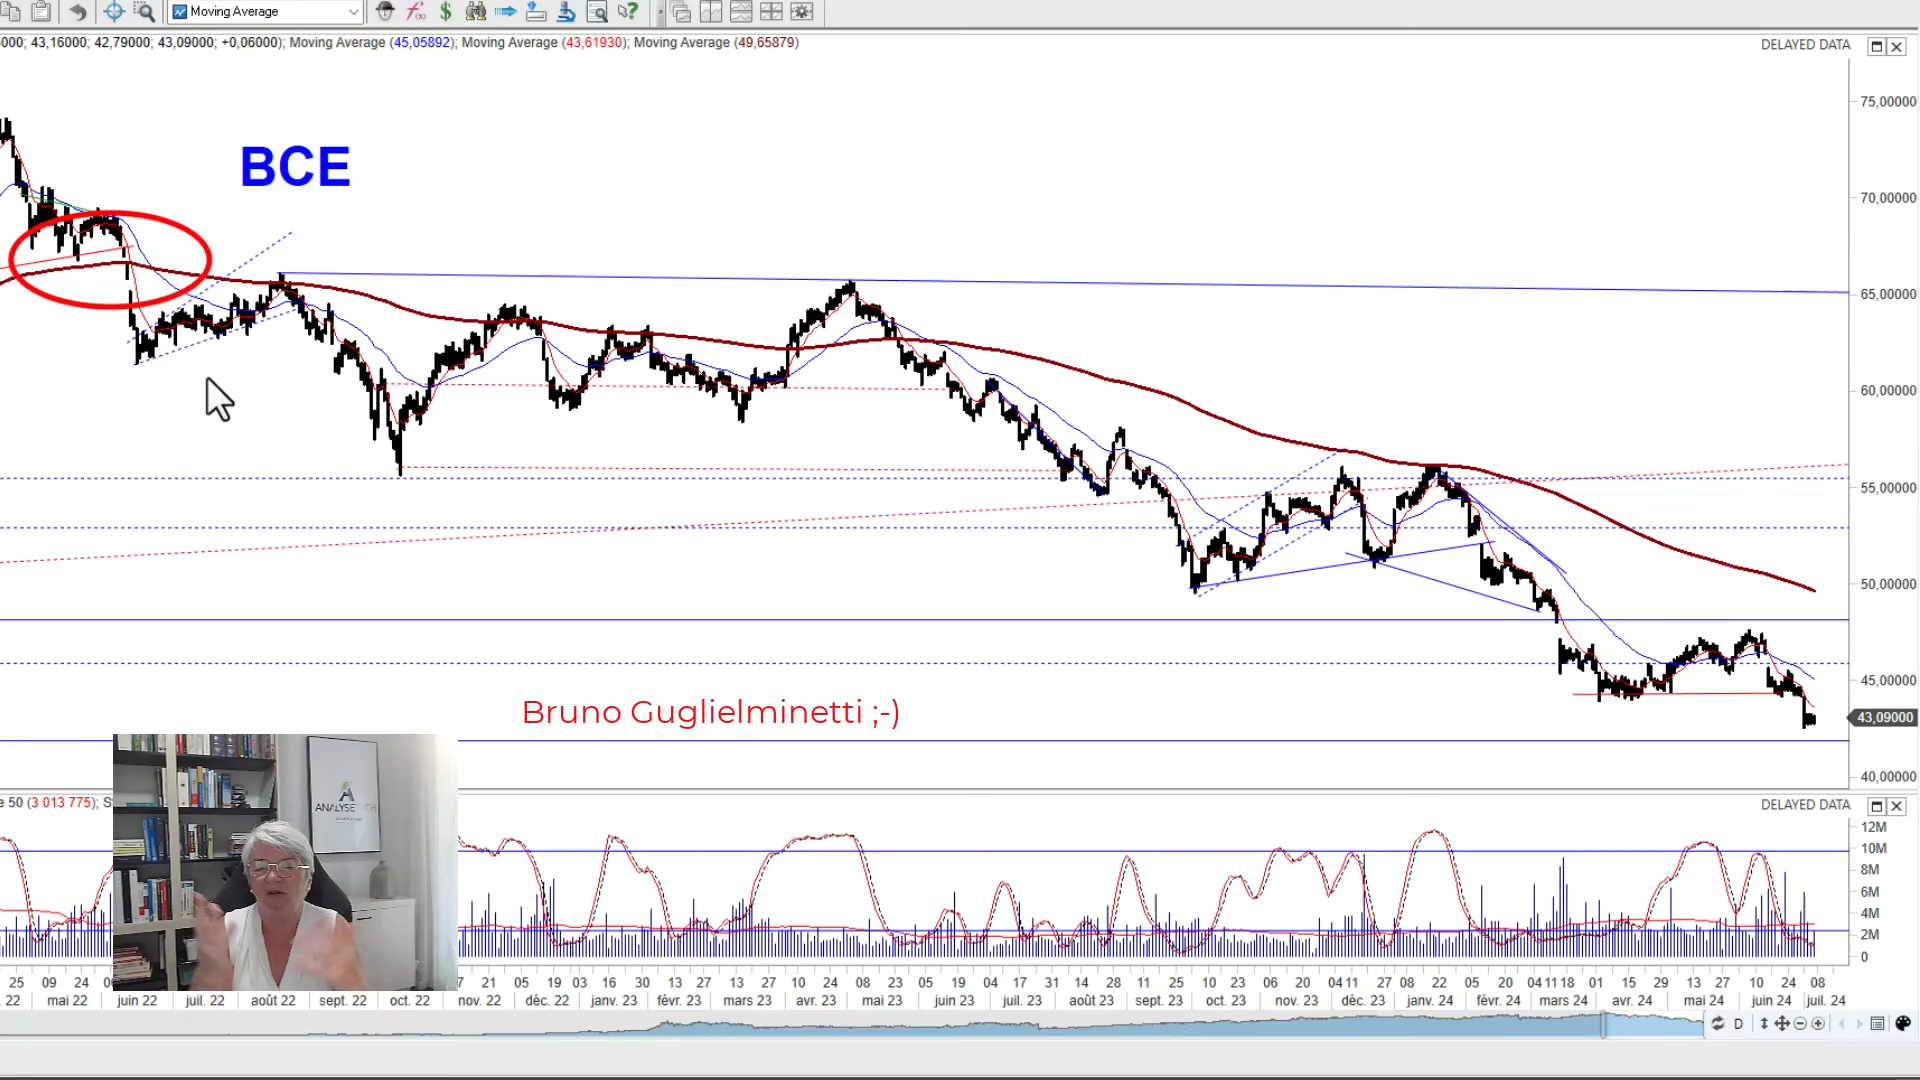 Moving Average
000; 43,16000; 42,79000; 43,09000; +0,06000); Moving Average (45,05892); Moving Average (43,61930); Moving Average (49,65879)
DELAYED DATA
75,00000
BCE
70,00000
65,00000
60,00000
55,00000
50,00000
45,00000
Bruno Guglielminetti ;-)
43,09000
40,00000
e 50 (3 013 775); S
DELAYED DATA
12M
10M
8M
6M
4M
2M
0
ANALYSETECH
25 09 24 0 7 21 05 19 03 16 30 13 27 13 27 10 24 08 23 05 19 04 17 31 14 28 11 25 10 23 06 20 04 11 27 08 22 05 20 04 11 18 01 15 29 13 27 10 24 08
. 22 mai 22 juin 22 juil. 22 août 22 sept. 22 oct. 22 nov. 22 déc. 22 janv. 23 févr. 23 mars 23 avr. 23 mai 23 juin 23 juil. 23 août 23 sept. 23 oct. 23 nov. 23 déc. 23 janv. 24 févr. 24 mars 24 avr. 24 mai 24 juin 24 juil. 24
D